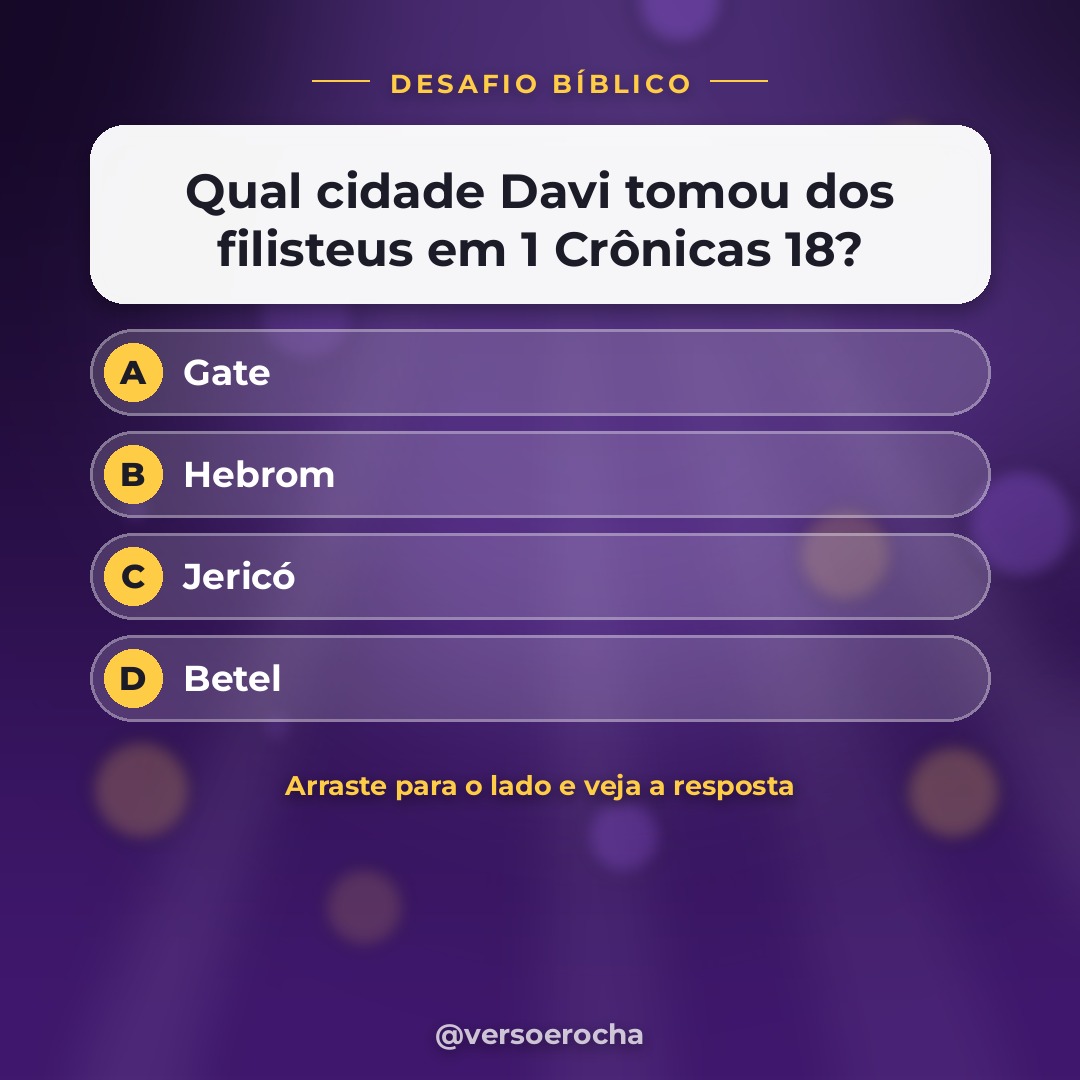 DESAFIO BÍBLICO
Qual cidade Davi tomou dos
filisteus em 1 Crônicas 18?
A Gate
B Hebrom
C Jericó
D Betel
Arraste para o lado e veja a resposta
@versoerocha